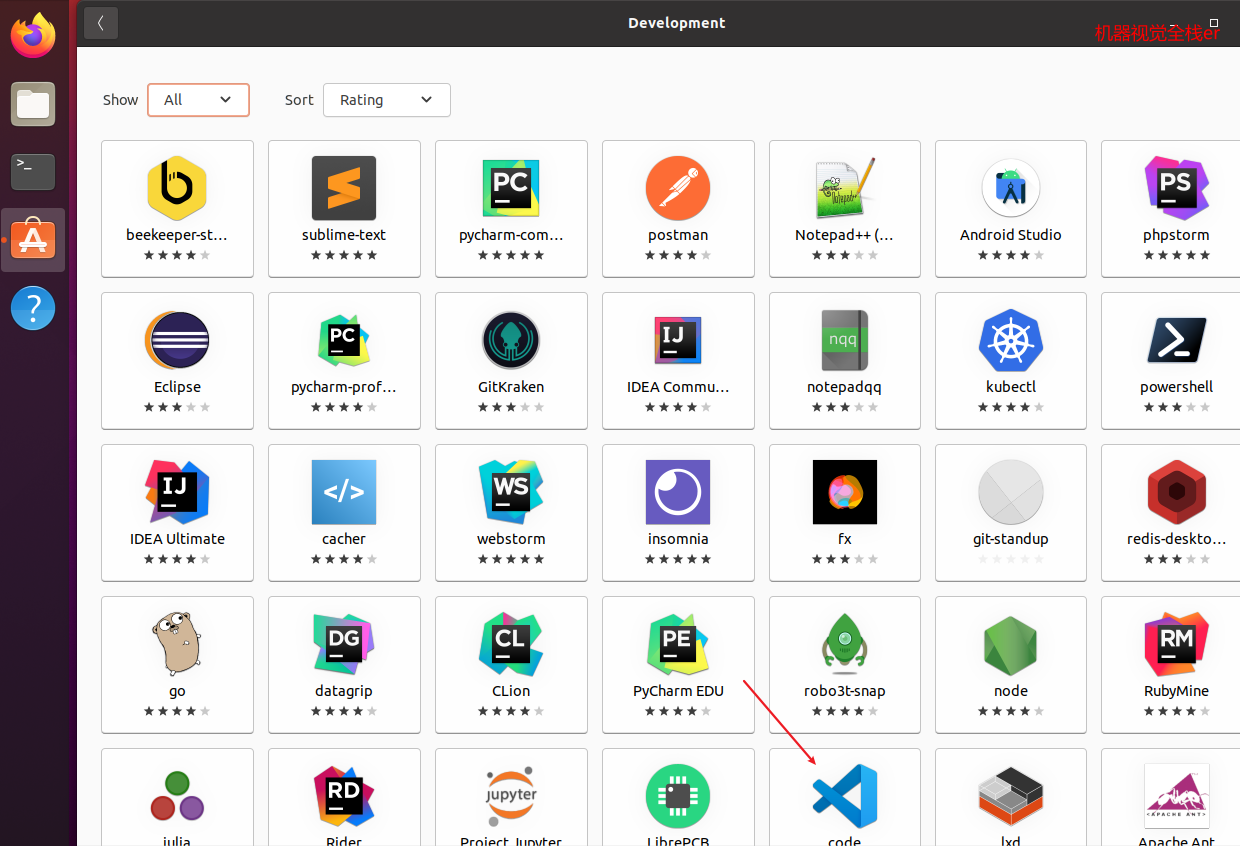 Development
机器视觉全栈er
Show All Sort Rating
beekeeper-st... sublime-text pycharm-com... postman Notepad++ (... Android Studio phpstorm
Eclipse pycharm-prof... GitKraken IDEA Commu... notepadqq kubectl powershell
IDEA Ultimate cacher webstorm insomnia fx git-standup redis-deskto...
go datagrip CLion PyCharm EDU robo3t-snap node RubyMine
julia Rider Project Jupyter LibrePCB code lxd Apache Ant